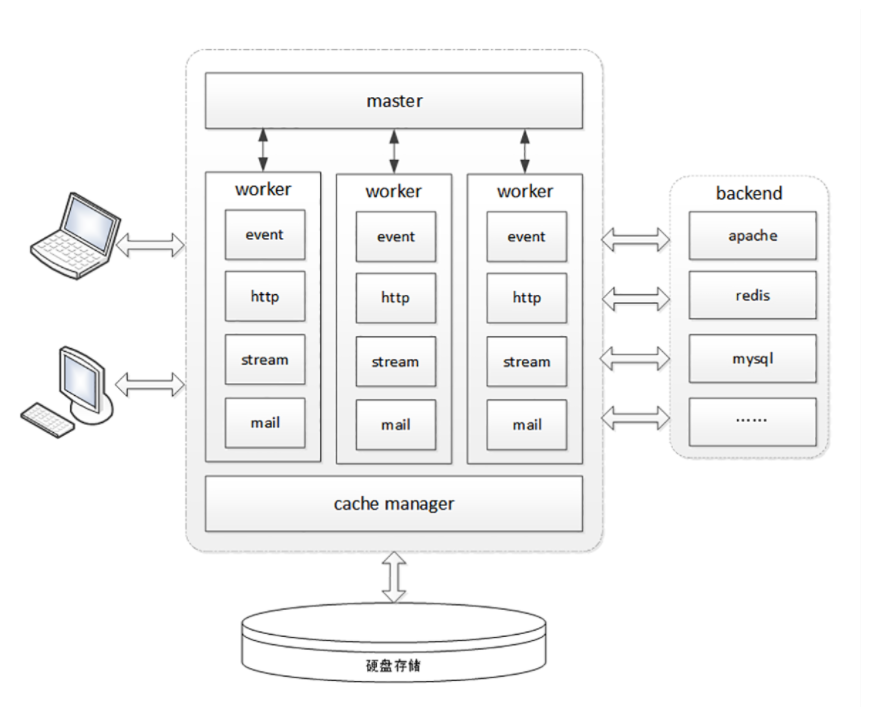 master
worker
event
http
stream
mail
worker
event
http
stream
mail
worker
event
http
stream
mail
cache manager
backend
apache
redis
mysql
······
硬盘存储